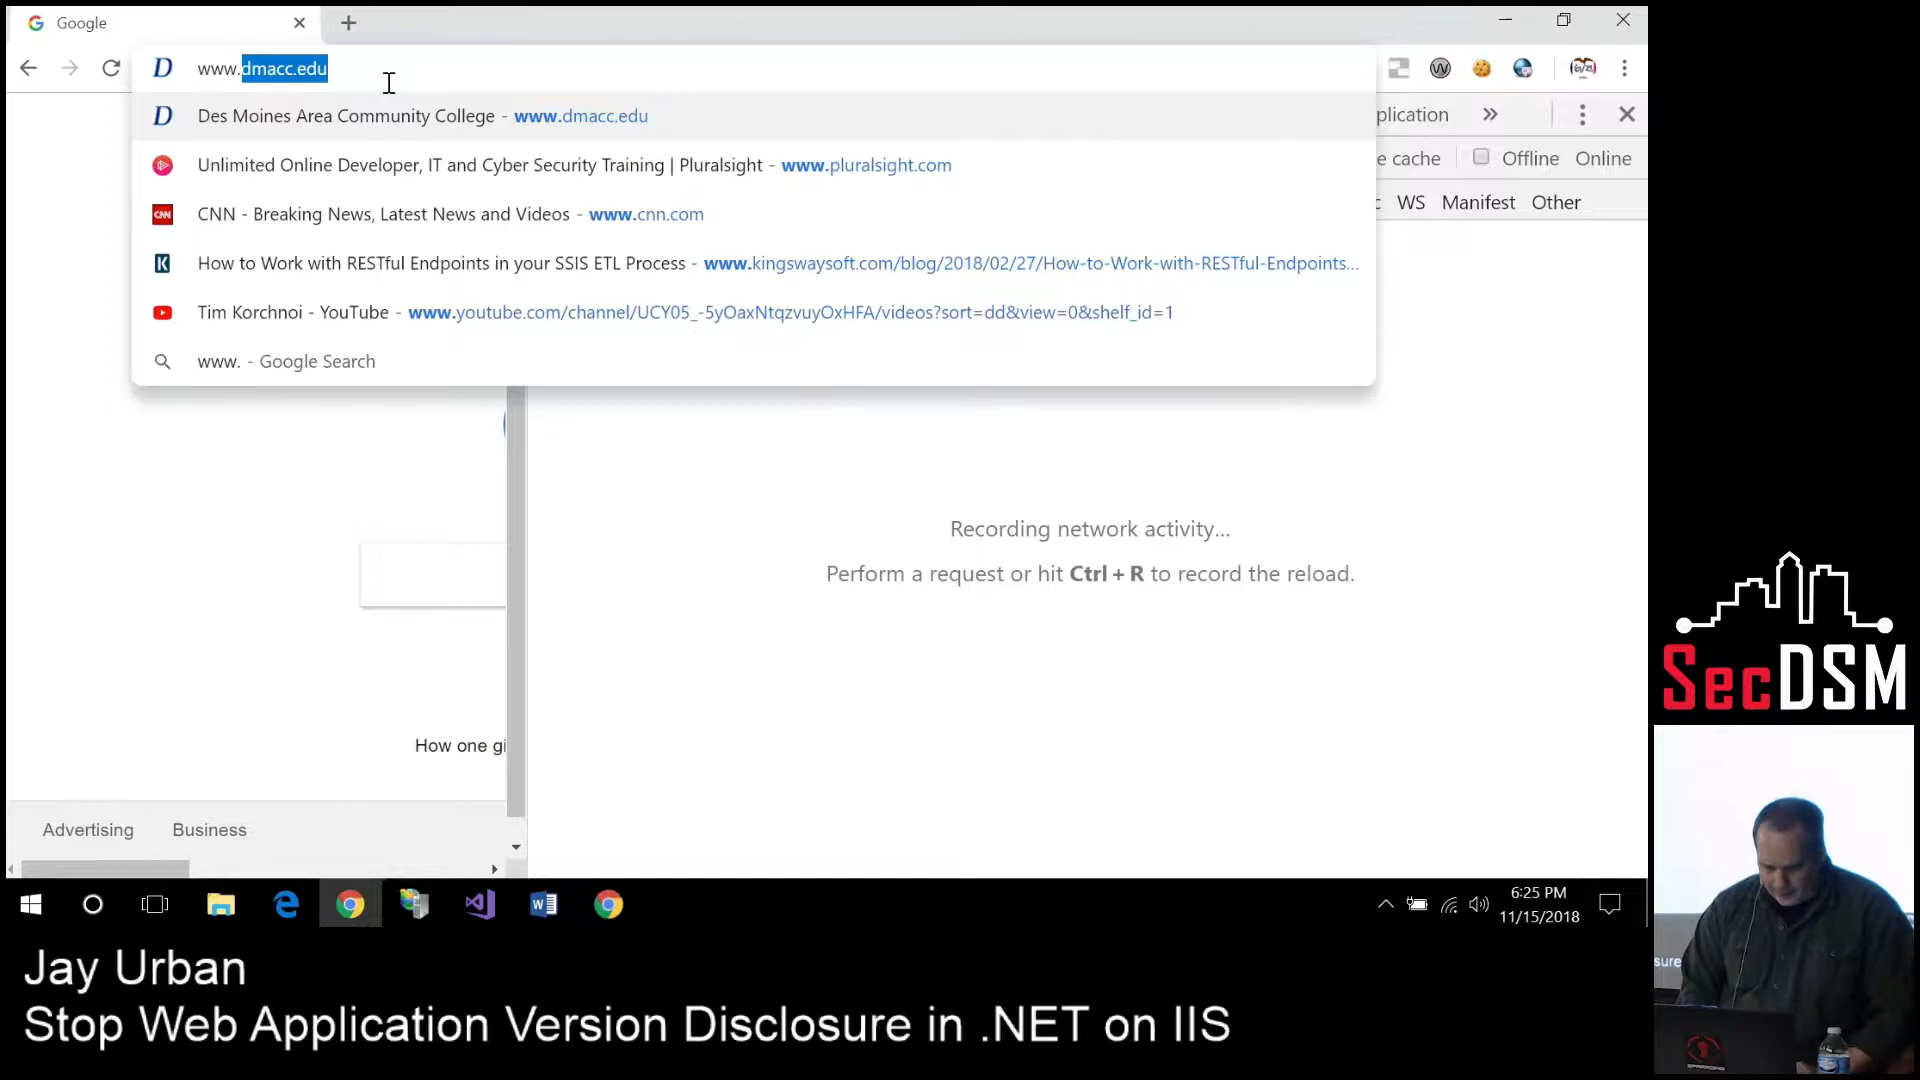 Google
www.dmacc.edu
Des Moines Area Community College - www.dmacc.edu
Unlimited Online Developer, IT and Cyber Security Training | Pluralsight - www.pluralsight.com
CNN - Breaking News, Latest News and Videos - www.cnn.com
How to Work with RESTful Endpoints in your SSIS ETL Process - www.kingswaysoft.com/blog/2018/02/27/How-to-Work-with-RESTful-Endpoints...
Tim Korchnoi - YouTube - www.youtube.com/channel/UCY05_-5yOaxNtqzvuyOxHFA/videos?sort=dd&view=0&shelf_id=1
www. - Google Search
plication
e cache Offline Online
WS Manifest Other
Recording network activity...
Perform a request or hit Ctrl + R to record the reload.
How one gi
Advertising Business
6:25 PM
11/15/2018
SecDSM
sure
Jay Urban
Stop Web Application Version Disclosure in .NET on IIS